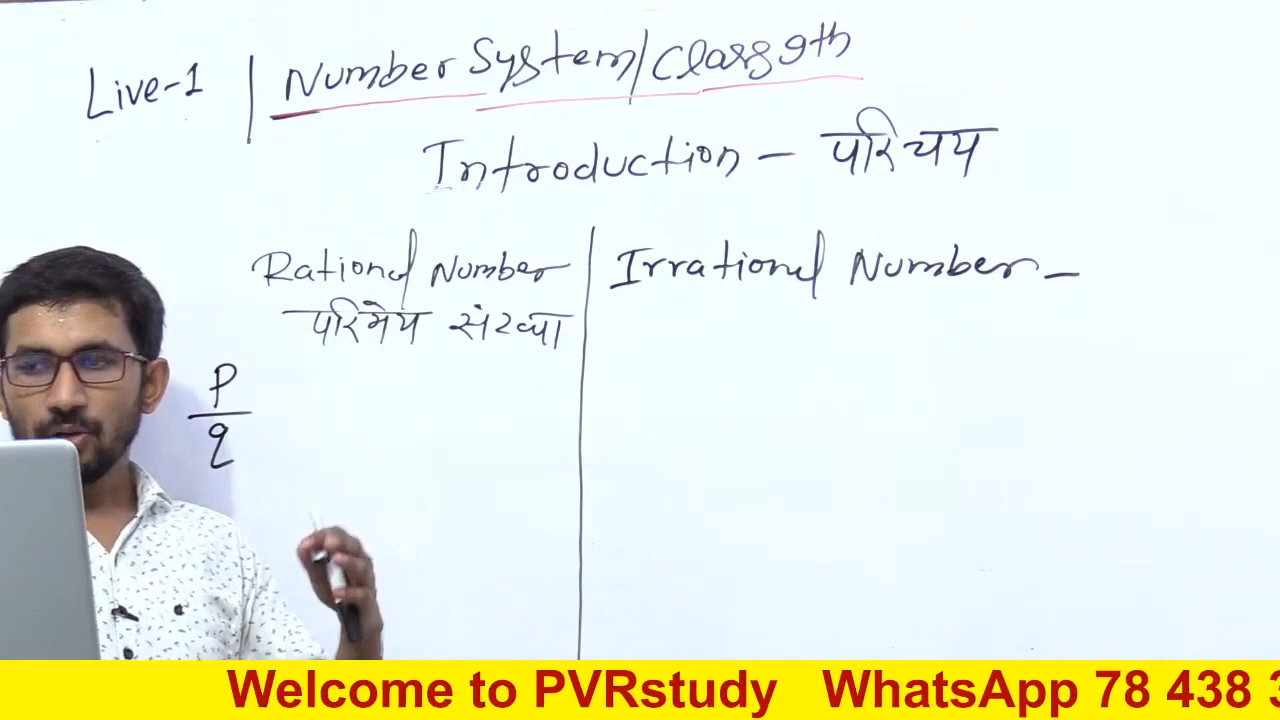 Live-1 | Number System/Class 9th
Introduction - परिचय
Rational Number
परिमेय संख्या
Irrational Number -
P
q
Welcome to PVRstudy WhatsApp 78 438